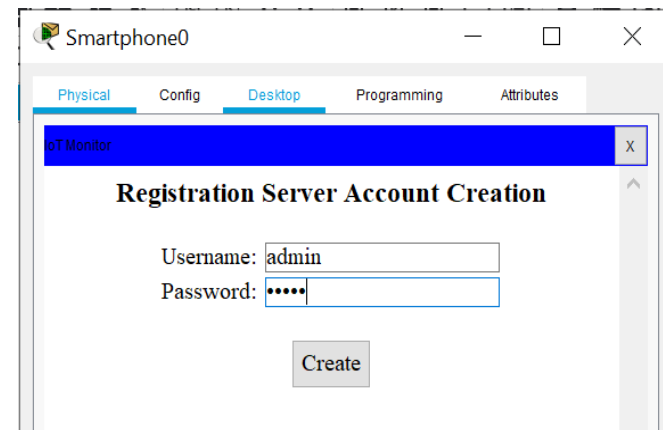 Smartphone0
Physical Config Desktop Programming Attributes
IoT Monitor X
Registration Server Account Creation
Username: admin
Password: •••••
Create